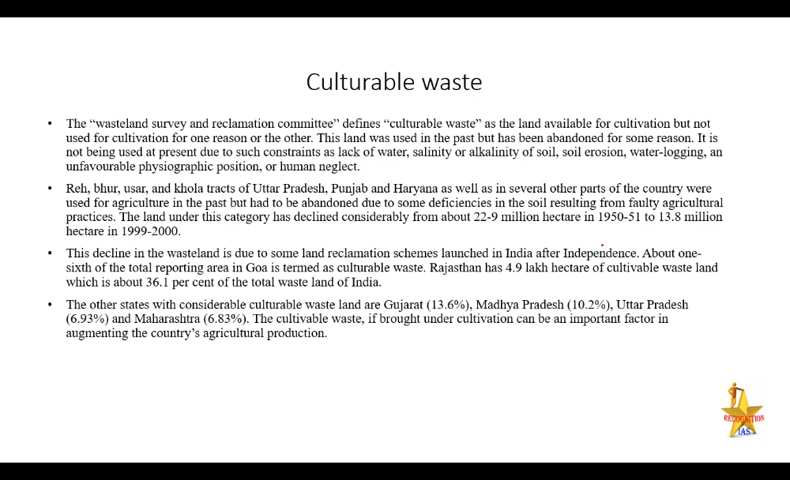 Culturable waste
• The “wasteland survey and reclamation committee” defines “culturable waste” as the land available for cultivation but not
used for cultivation for one reason or the other. This land was used in the past but has been abandoned for some reason. It is
not being used at present due to such constraints as lack of water, salinity or alkalinity of soil, soil erosion, water-logging, an
unfavourable physiographic position, or human neglect.
• Reh, bhur, usar, and khola tracts of Uttar Pradesh, Punjab and Haryana as well as in several other parts of the country were
used for agriculture in the past but had to be abandoned due to some deficiencies in the soil resulting from faulty agricultural
practices. The land under this category has declined considerably from about 22-9 million hectare in 1950-51 to 13.8 million
hectare in 1999-2000.
• This decline in the wasteland is due to some land reclamation schemes launched in India after Independence. About one-
sixth of the total reporting area in Goa is termed as culturable waste. Rajasthan has 4.9 lakh hectare of cultivable waste land
which is about 36.1 per cent of the total waste land of India.
• The other states with considerable culturable waste land are Gujarat (13.6%), Madhya Pradesh (10.2%), Uttar Pradesh
(6.93%) and Maharashtra (6.83%). The cultivable waste, if brought under cultivation can be an important factor in
augmenting the country’s agricultural production.
RECOGNITION
IAS